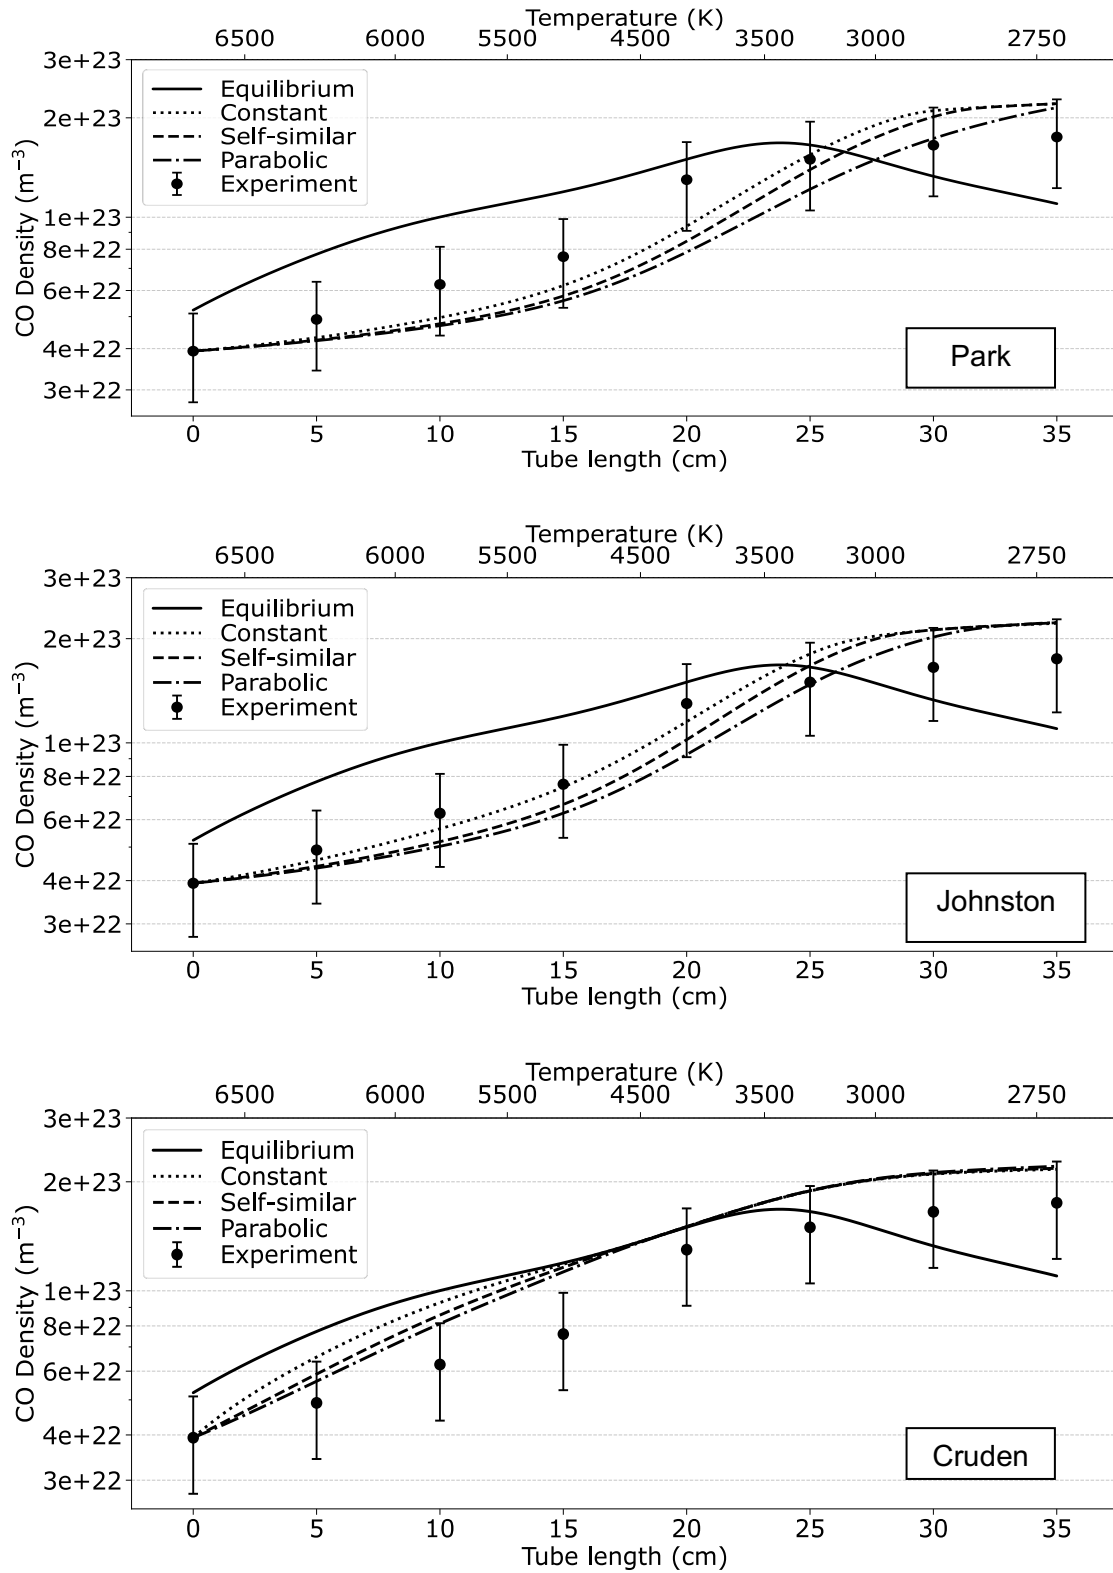 Temperature (K)
6500 6000 5500 4500 3500 3000 2750
3e+23
2e+23
1e+23
8e+22
6e+22
4e+22
3e+22
CO Density (m⁻³)
Equilibrium
Constant
Self-similar
Parabolic
Experiment
Park
0 5 10 15 20 25 30 35
Tube length (cm)
Temperature (K)
6500 6000 5500 4500 3500 3000 2750
3e+23
2e+23
1e+23
8e+22
6e+22
4e+22
3e+22
CO Density (m⁻³)
Equilibrium
Constant
Self-similar
Parabolic
Experiment
Johnston
0 5 10 15 20 25 30 35
Tube length (cm)
Temperature (K)
6500 6000 5500 4500 3500 3000 2750
3e+23
2e+23
1e+23
8e+22
6e+22
4e+22
3e+22
CO Density (m⁻³)
Equilibrium
Constant
Self-similar
Parabolic
Experiment
Cruden
0 5 10 15 20 25 30 35
Tube length (cm)